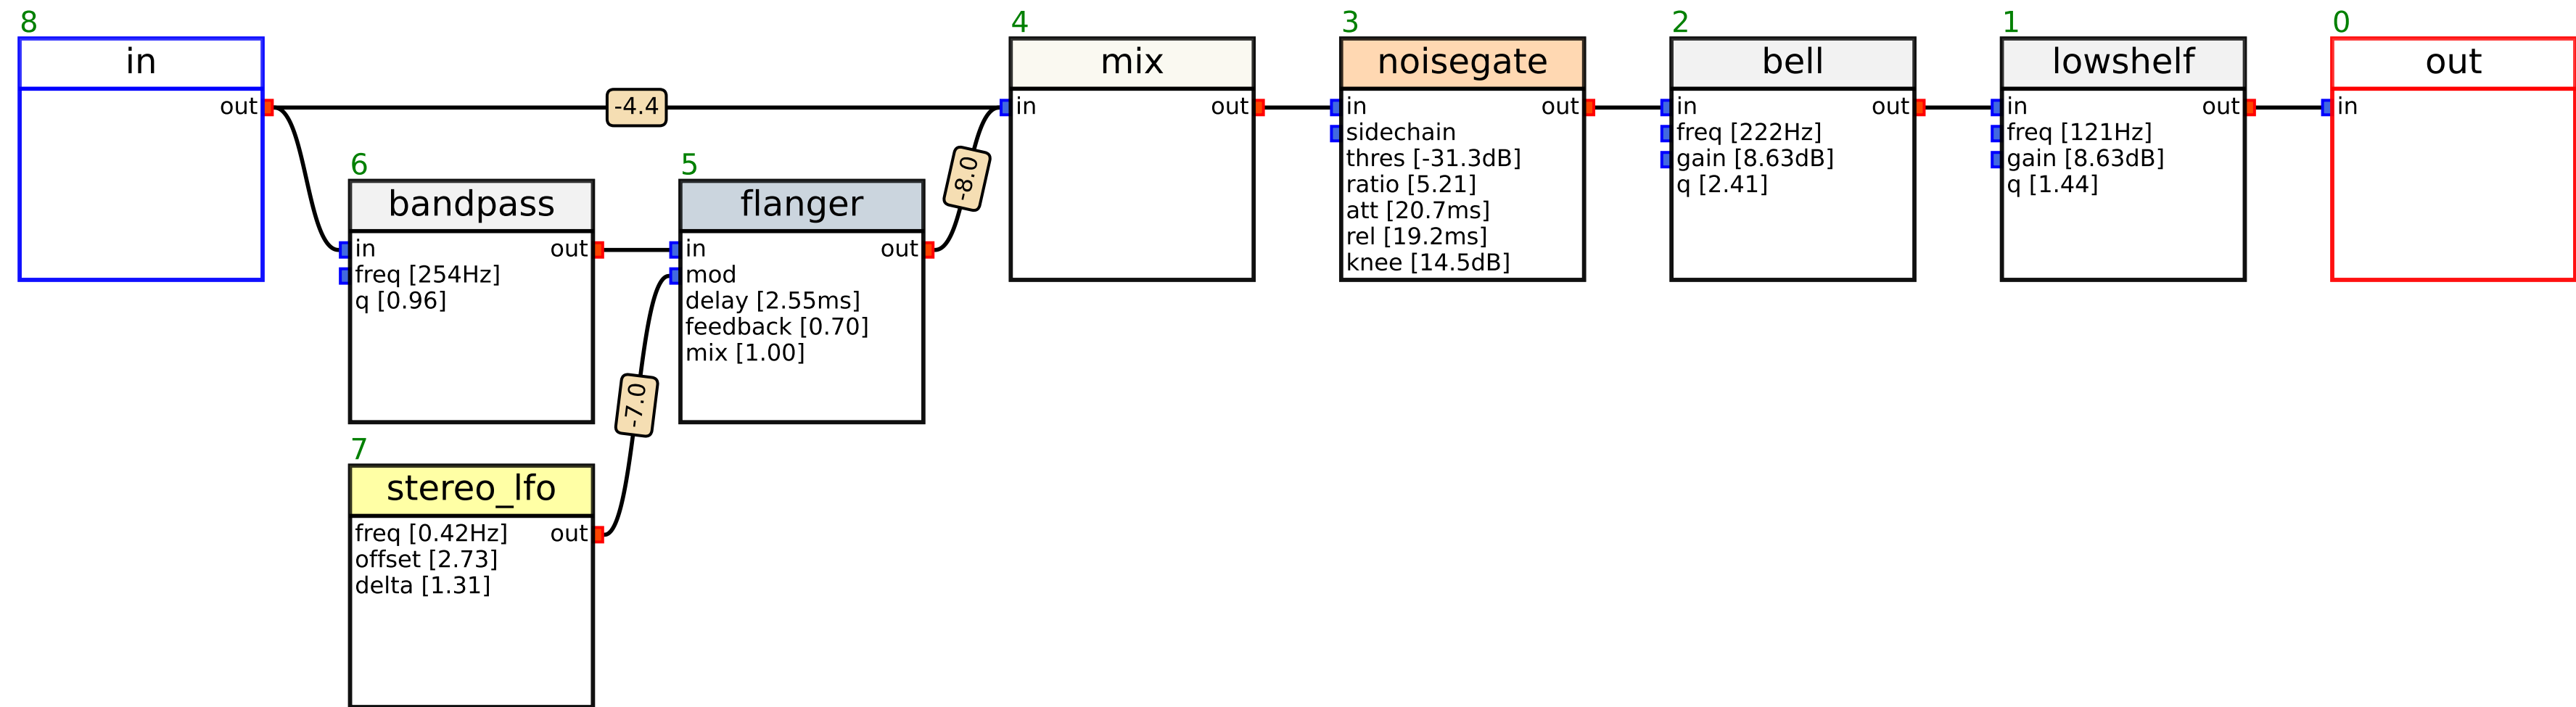 8
in
out
-4.4
6
bandpass
in
out
freq [254Hz]
q [0.96]
7
stereo_lfo
freq [0.42Hz]
out
offset [2.73]
delta [1.31]
-7.0
5
flanger
in
out
mod
delay [2.55ms]
feedback [0.70]
mix [1.00]
-8.0
4
mix
in
out
3
noisegate
in
out
sidechain
thres [-31.3dB]
ratio [5.21]
att [20.7ms]
rel [19.2ms]
knee [14.5dB]
2
bell
in
out
freq [222Hz]
gain [8.63dB]
q [2.41]
1
lowshelf
in
out
freq [121Hz]
gain [8.63dB]
q [1.44]
0
out
in